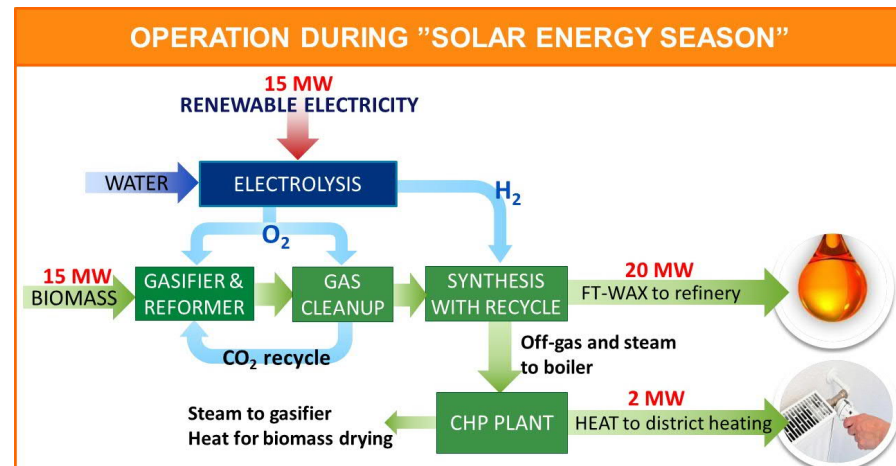 OPERATION DURING ”SOLAR ENERGY SEASON”
15 MW
RENEWABLE ELECTRICITY
WATER
ELECTROLYSIS
H₂
O₂
15 MW
BIOMASS
GASIFIER &
REFORMER
GAS
CLEANUP
SYNTHESIS
WITH RECYCLE
20 MW
FT-WAX to refinery
CO₂ recycle
Off-gas and steam
to boiler
Steam to gasifier
Heat for biomass drying
CHP PLANT
2 MW
HEAT to district heating